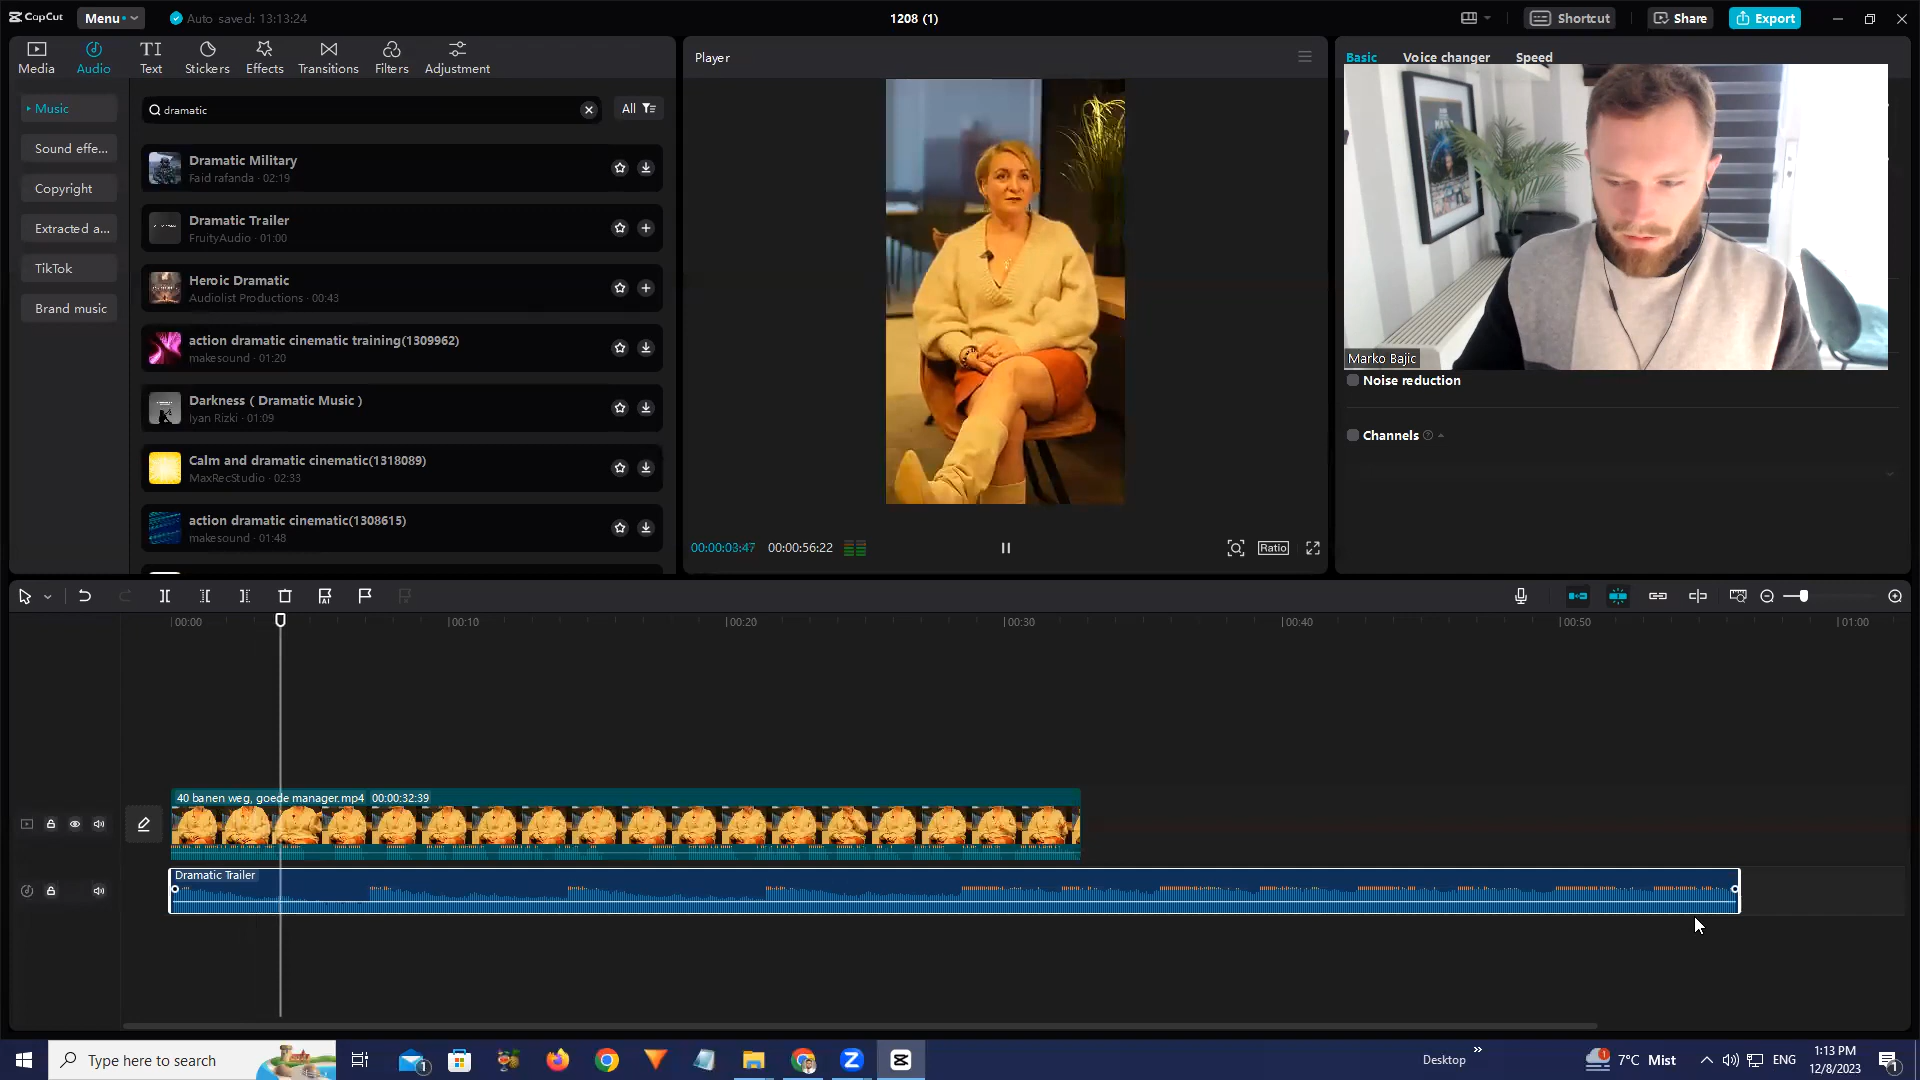 CapCut
Menu
Auto saved: 13:13:24
1208 (1)
Shortcut
Share
Export
Media
Audio
Text
Stickers
Effects
Transitions
Filters
Adjustment
Music
Sound effe...
Copyright
Extracted a...
TikTok
Brand music
dramatic
All
Dramatic Military
Faid rafanda · 02:19
Dramatic Trailer
FruityAudio · 01:00
Heroic Dramatic
Audiolist Productions · 00:43
action dramatic cinematic training(1309962)
makesound · 01:20
Darkness ( Dramatic Music )
Iyan Rizki · 01:09
Calm and dramatic cinematic(1318089)
MaxRecStudio · 02:33
action dramatic cinematic(1308615)
makesound · 01:48
Player
00:00:03:47
00:00:56:22
Ratio
Basic
Voice changer
Speed
Marko Bajic
Noise reduction
Channels
00:00
00:10
00:20
00:30
00:40
00:50
01:00
40 banen weg, goede manager.mp4 00:00:32:39
Dramatic Trailer
Type here to search
Desktop
7°C Mist
ENG
1:13 PM
12/8/2023